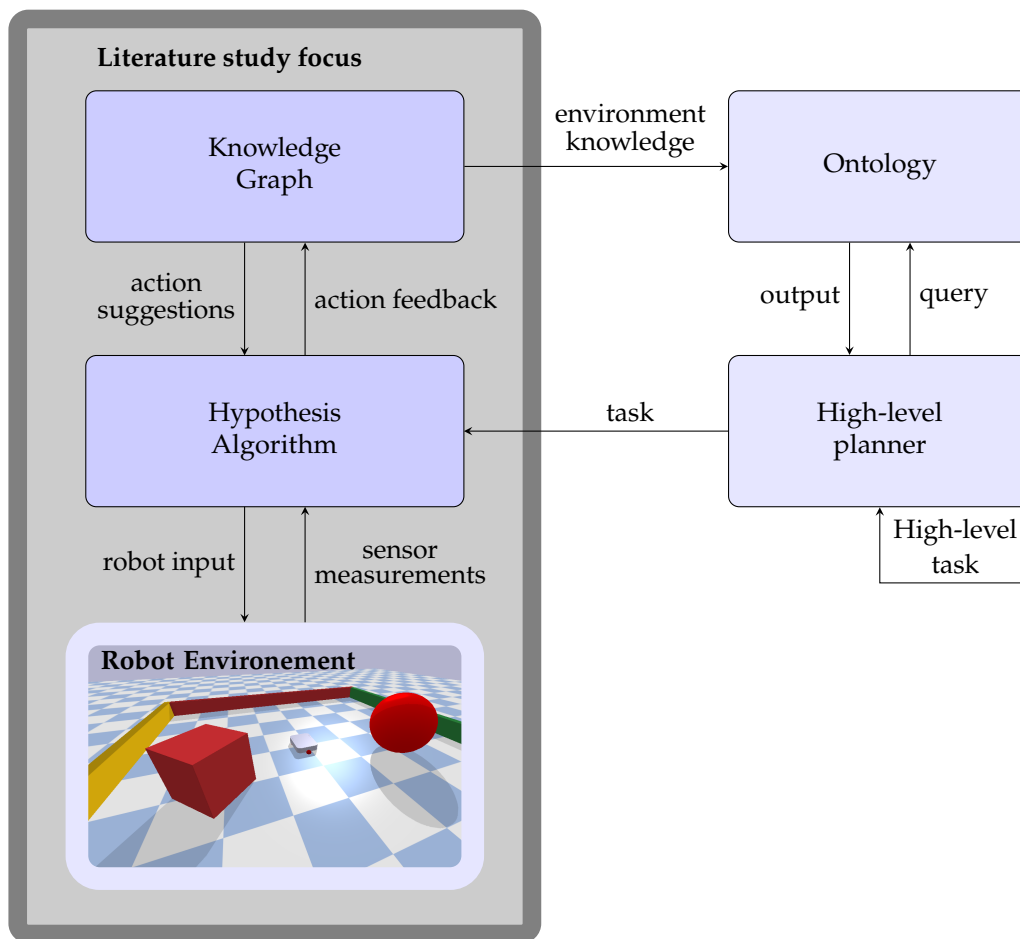 Literature study focus
Knowledge
Graph
environment
knowledge
Ontology
action
suggestions
action feedback
output
query
Hypothesis
Algorithm
task
High-level
planner
robot input
sensor
measurements
High-level
task
Robot Environement